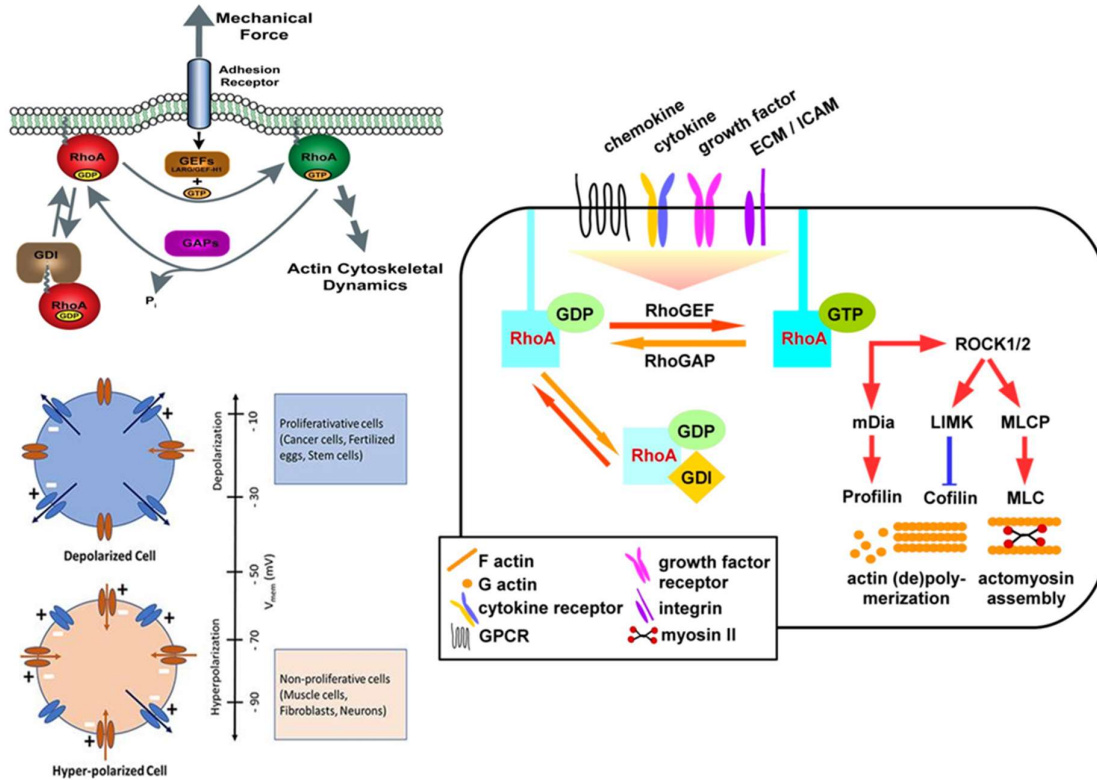 Mechanical
Force
Adhesion
Receptor
RhoA
GDP
GEFs
LARG/GEF-H1
+
GTP
RhoA
GTP
GAPs
GDI
RhoA
GDP
Pi
Actin Cytoskeletal
Dynamics
+
+
Depolarized Cell
+
+
+
+
+
+
Hyper-polarized Cell
Depolarization
Hyperpolarization
Vmem (mV)
- 10
- 30
- 50
- 70
- 90
Proliferativative cells
(Cancer cells, Fertilized
eggs, Stem cells)
Non-proliferative cells
(Muscle cells,
Fibroblasts, Neurons)
chemokine
cytokine
growth factor
ECM / ICAM
RhoA
GDP
RhoGEF
RhoGAP
RhoA
GTP
RhoA
GDP
GDI
ROCK1/2
mDia
LIMK
MLCP
Profilin
Cofilin
MLC
actin (de)poly-
merization
actomyosin
assembly
F actin
G actin
cytokine receptor
GPCR
growth factor
receptor
integrin
myosin II